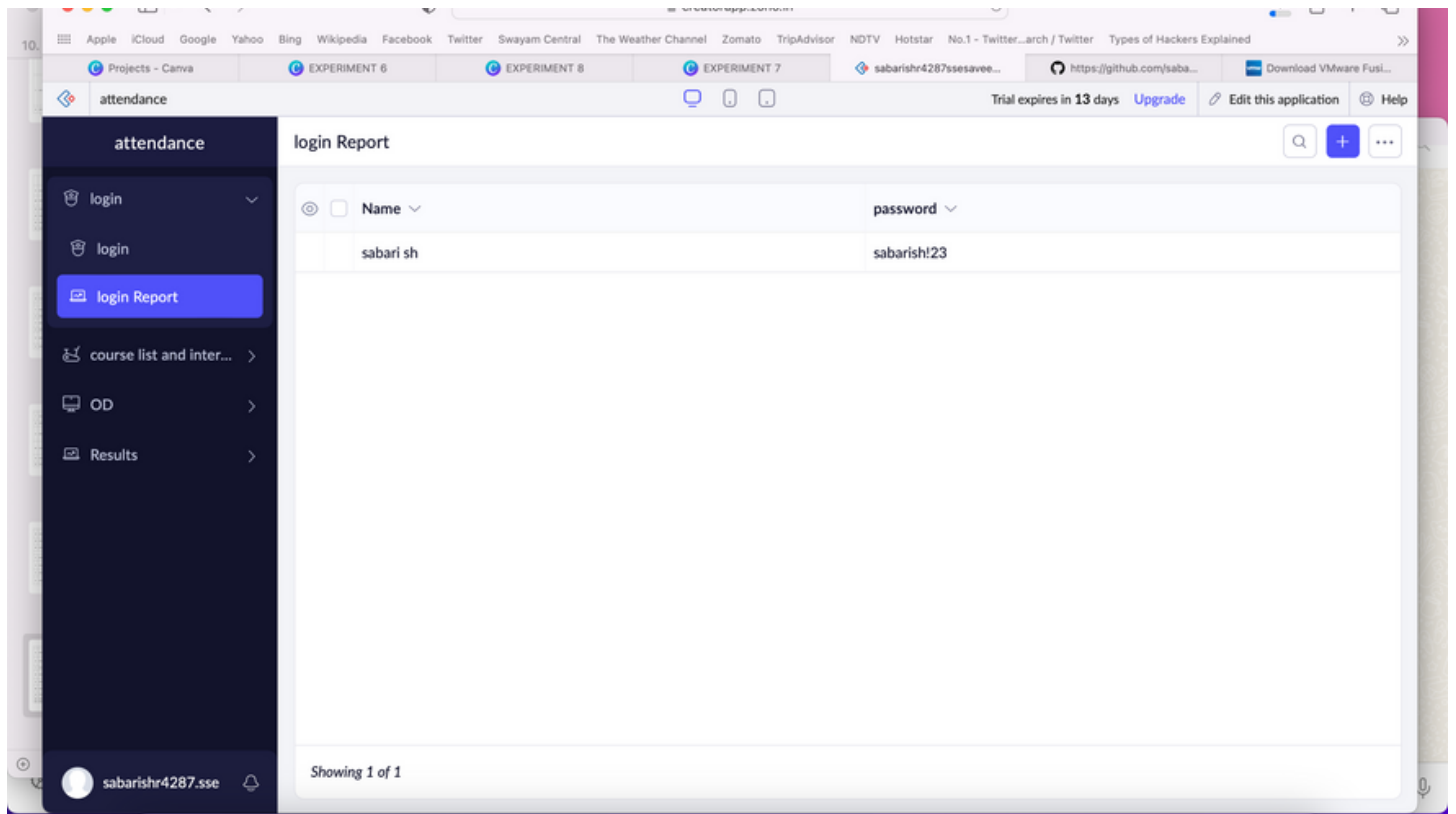 creatorapp.zoho.in
10.
Apple iCloud Google Yahoo Bing Wikipedia Facebook Twitter Swayam Central The Weather Channel Zomato TripAdvisor NDTV Hotstar No.1 - Twitter...arch / Twitter Types of Hackers Explained
Projects - Canva EXPERIMENT 6 EXPERIMENT 8 EXPERIMENT 7 sabarishr4287ssesavee... https://github.com/saba... Download VMware Fusi...
attendance Trial expires in 13 days Upgrade Edit this application Help
attendance login Report
login
Name password
login sabari sh sabarish!23
login Report
course list and inter...
OD
Results
Showing 1 of 1
sabarishr4287.sse